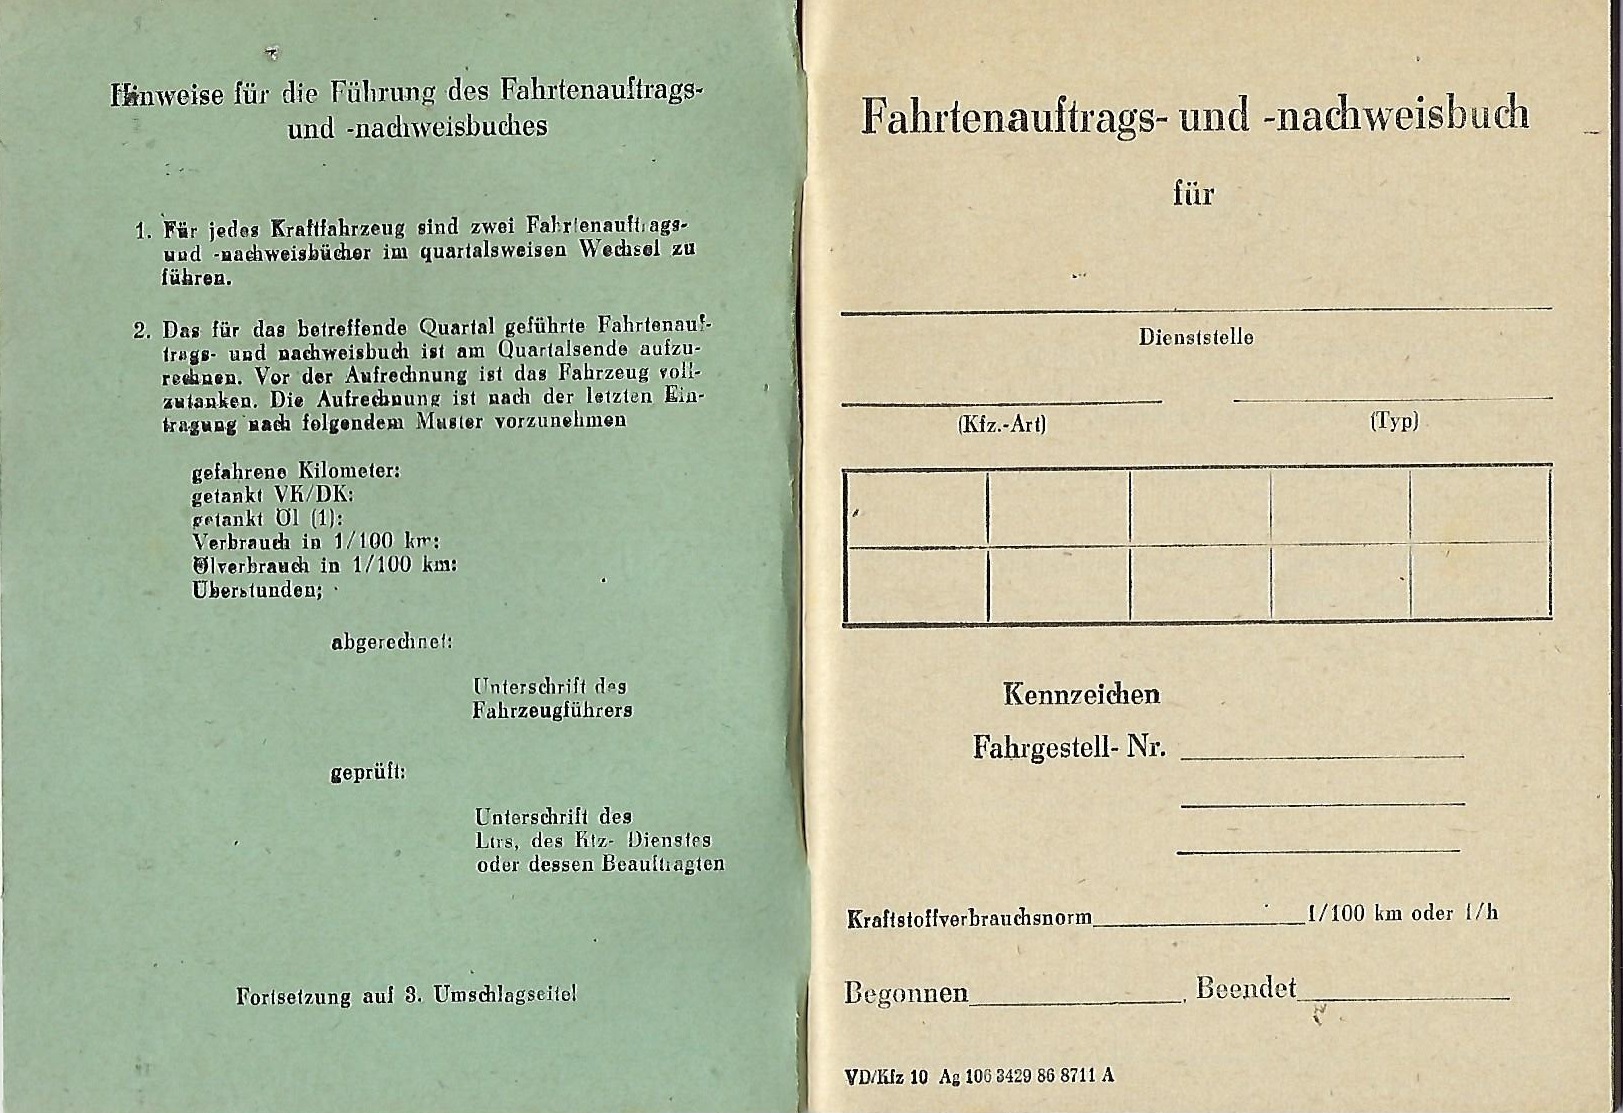 Hinweise für die Führung des Fahrtenauftrags-
und -nachweisbuches
1. Für jedes Kraftfahrzeug sind zwei Fahrtenauftrags-
und -nachweisbücher im quartalsweisen Wechsel zu
führen.
2. Das für das betreffende Quartal geführte Fahrtenauf-
trags- und nachweisbuch ist am Quartalsende aufzu-
rechnen. Vor der Aufrechnung ist das Fahrzeug voll-
zutanken. Die Aufrechnung ist nach der letzten Ein-
tragung nach folgendem Muster vorzunehmen
gefahrene Kilometer:
getankt VK/DK:
getankt Öl (1):
Verbrauch in 1/100 km:
Ölverbrauch in 1/100 km:
Überstunden;
abgerechnet:
Unterschrift des
Fahrzeugführers
geprüft:
Unterschrift des
Ltrs, des Kfz- Dienstes
oder dessen Beauftragten
Fortsetzung auf 3. Umschlagseite!
Fahrtenauftrags- und -nachweisbuch
für
Dienststelle
(Kfz.-Art) (Typ)
Kennzeichen
Fahrgestell- Nr.
Kraftstoffverbrauchsnorm 1/100 km oder 1/h
Begonnen . Beendet
VD/Kfz 10 Ag 106 3429 86 8711 A